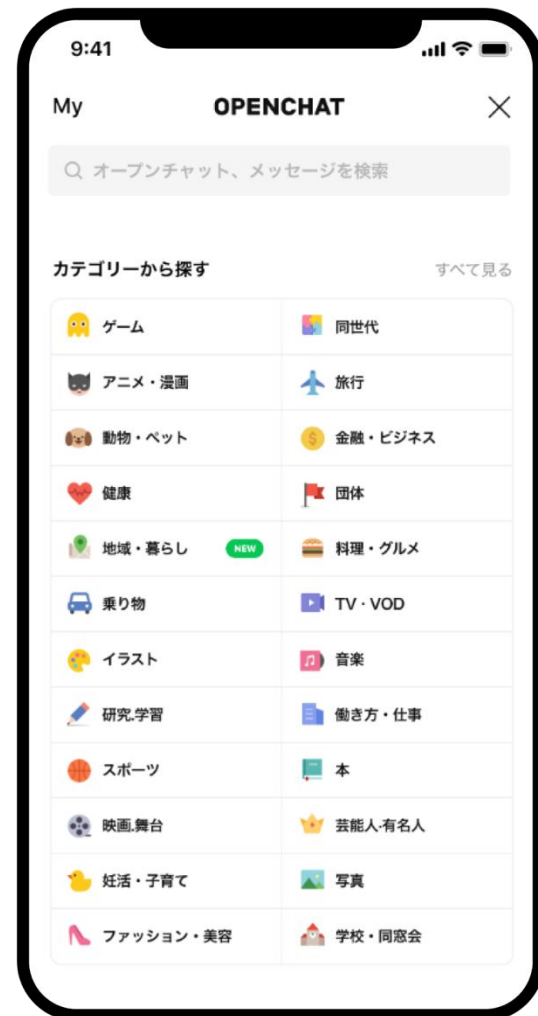 9:41
My OPENCHAT
オープンチャット、メッセージを検索
カテゴリーから探す すべて見る
ゲーム 同世代
アニメ・漫画 旅行
動物・ペット 金融・ビジネス
健康 団体
地域・暮らし NEW 料理・グルメ
乗り物 TV · VOD
イラスト 音楽
研究.学習 働き方・仕事
スポーツ 本
映画.舞台 芸能人·有名人
妊活・子育て 写真
ファッション・美容 学校・同窓会